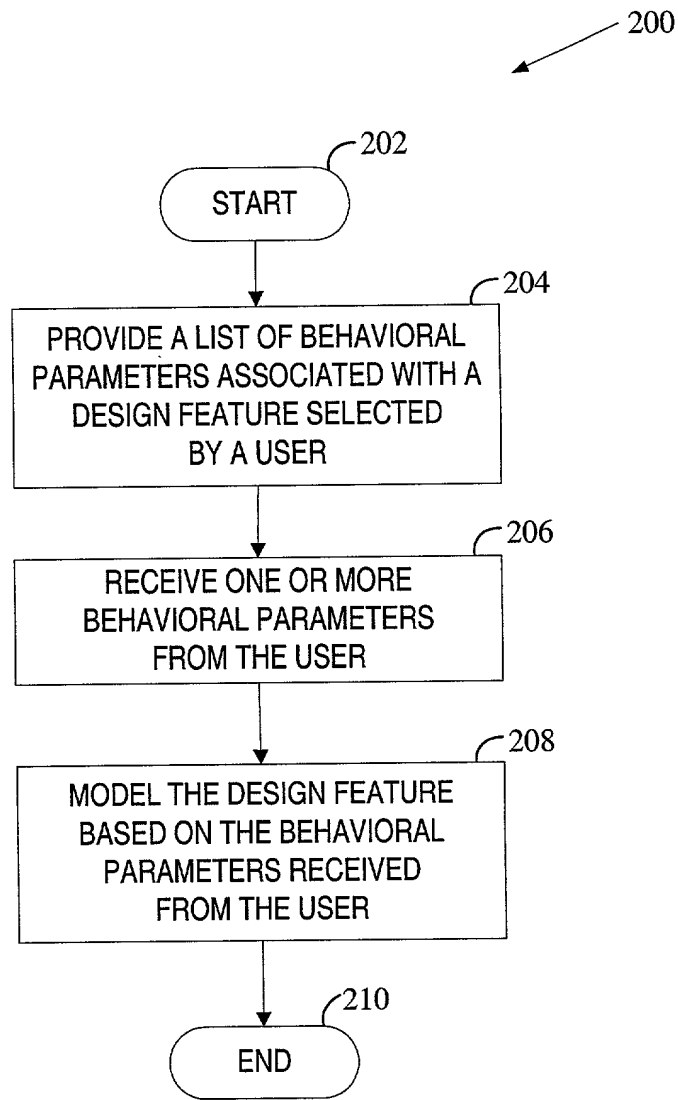 200
202
START
204
PROVIDE A LIST OF BEHAVIORAL
PARAMETERS ASSOCIATED WITH A
DESIGN FEATURE SELECTED
BY A USER
206
RECEIVE ONE OR MORE
BEHAVIORAL PARAMETERS
FROM THE USER
208
MODEL THE DESIGN FEATURE
BASED ON THE BEHAVIORAL
PARAMETERS RECEIVED
FROM THE USER
210
END